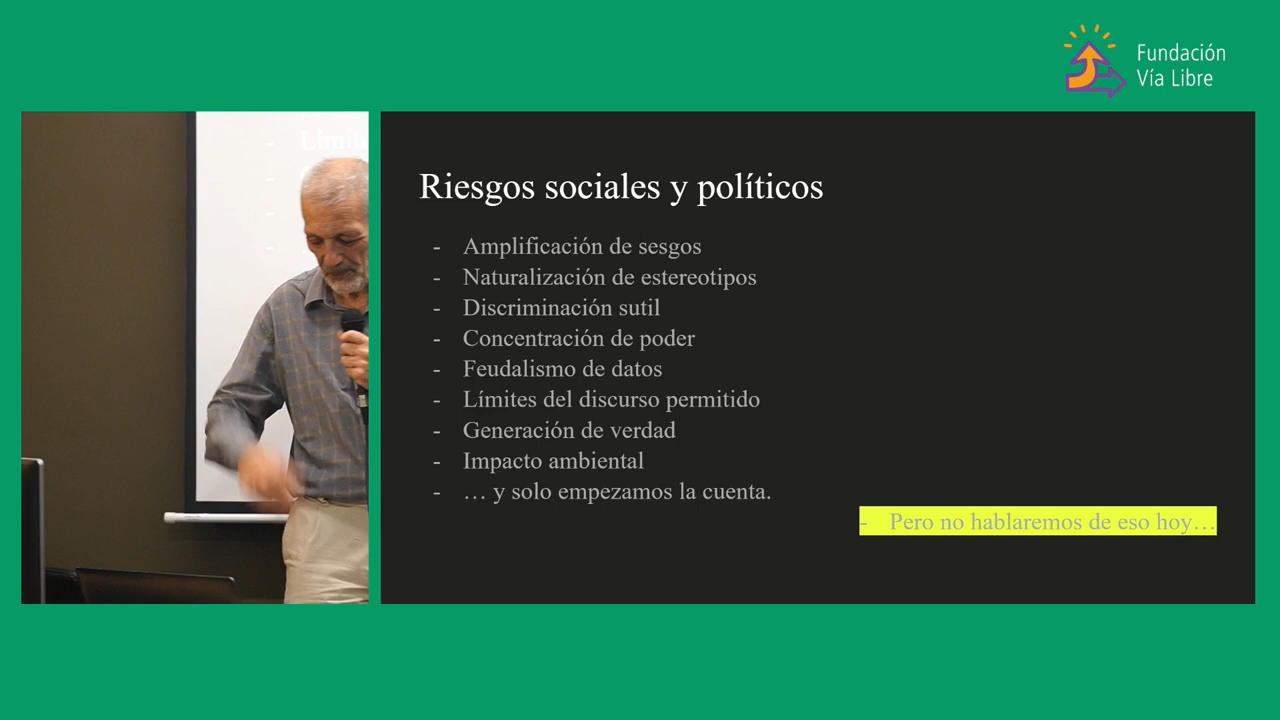 Fundación
Vía Libre
Riesgos sociales y políticos
- Amplificación de sesgos
- Naturalización de estereotipos
- Discriminación sutil
- Concentración de poder
- Feudalismo de datos
- Límites del discurso permitido
- Generación de verdad
- Impacto ambiental
- … y solo empezamos la cuenta.
- Pero no hablaremos de eso hoy…